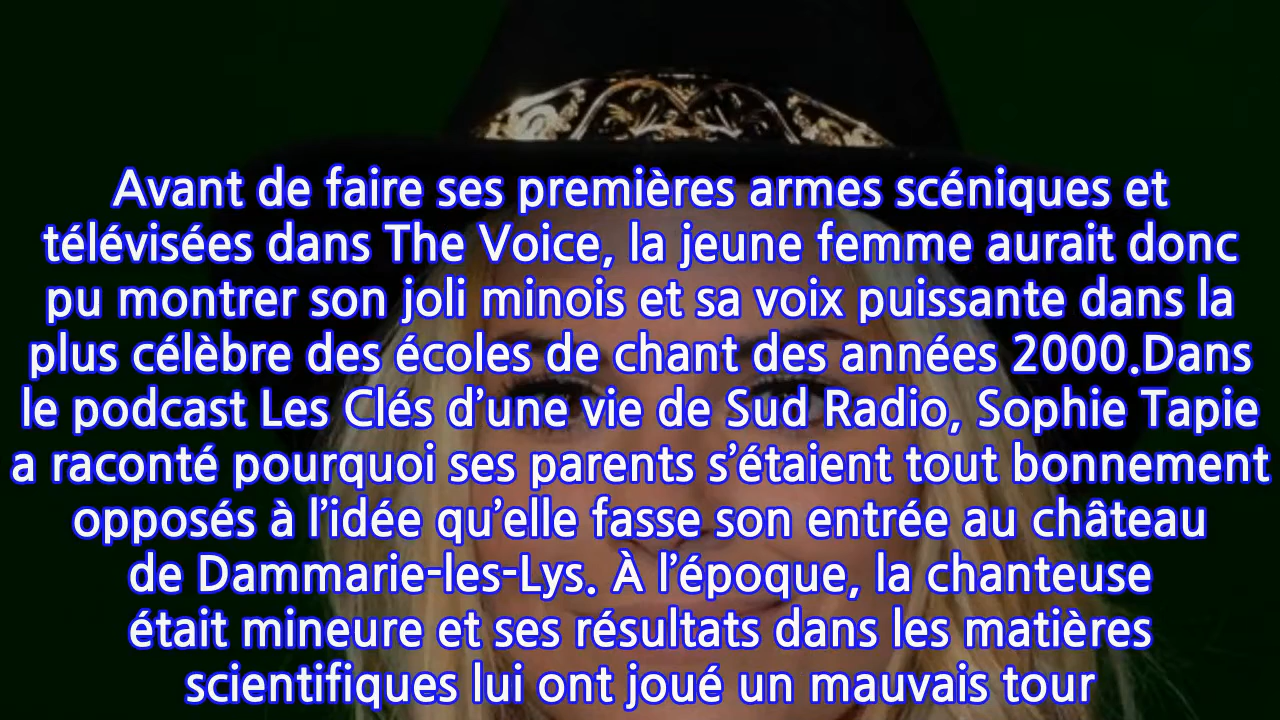 Avant de faire ses premières armes scéniques et
télévisées dans The Voice, la jeune femme aurait donc
pu montrer son joli minois et sa voix puissante dans la
plus célèbre des écoles de chant des années 2000.Dans
le podcast Les Clés d’une vie de Sud Radio, Sophie Tapie
a raconté pourquoi ses parents s’étaient tout bonnement
opposés à l’idée qu’elle fasse son entrée au château
de Dammarie-les-Lys. À l’époque, la chanteuse
était mineure et ses résultats dans les matières
scientifiques lui ont joué un mauvais tour